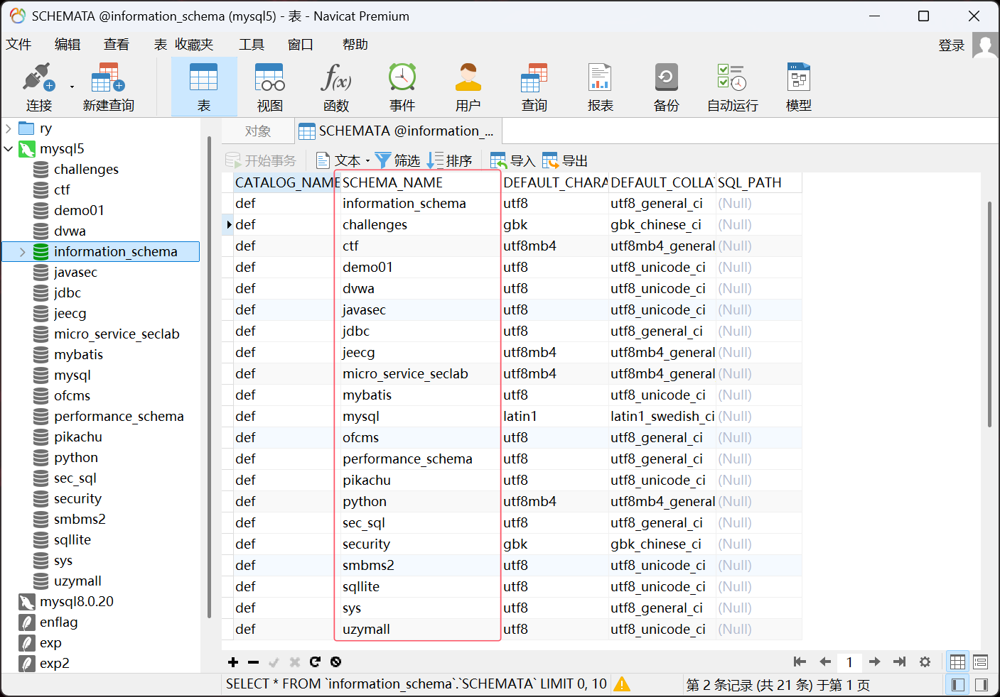 SCHEMATA @information_schema (mysql5) - 表 - Navicat Premium
文件 编辑 查看 表 收藏夹 工具 窗口 帮助 登录
连接 新建查询 表 视图 函数 事件 用户 查询 报表 备份 自动运行 模型
ry
mysql5
challenges
ctf
demo01
dvwa
information_schema
javasec
jdbc
jeecg
micro_service_seclab
mybatis
mysql
ofcms
performance_schema
pikachu
python
sec_sql
security
smbms2
sqllite
sys
uzymall
mysql8.0.20
enflag
exp
exp2
对象 SCHEMATA @information_...
开始事务 文本 筛选 排序 导入 导出
CATALOG_NAME SCHEMA_NAME DEFAULT_CHARA DEFAULT_COLLAT SQL_PATH
def information_schema utf8 utf8_general_ci (Null)
def challenges gbk gbk_chinese_ci (Null)
def ctf utf8mb4 utf8mb4_general (Null)
def demo01 utf8 utf8_unicode_ci (Null)
def dvwa utf8 utf8_unicode_ci (Null)
def javasec utf8 utf8_unicode_ci (Null)
def jdbc utf8 utf8_general_ci (Null)
def jeecg utf8mb4 utf8mb4_general (Null)
def micro_service_seclab utf8mb4 utf8mb4_general (Null)
def mybatis utf8 utf8_unicode_ci (Null)
def mysql latin1 latin1_swedish_ci (Null)
def ofcms utf8 utf8_general_ci (Null)
def performance_schema utf8 utf8_general_ci (Null)
def pikachu utf8 utf8_unicode_ci (Null)
def python utf8mb4 utf8mb4_general (Null)
def sec_sql utf8 utf8_general_ci (Null)
def security gbk gbk_chinese_ci (Null)
def smbms2 utf8 utf8_unicode_ci (Null)
def sqllite utf8 utf8_unicode_ci (Null)
def sys utf8 utf8_general_ci (Null)
def uzymall utf8 utf8_unicode_ci (Null)
1
SELECT * FROM `information_schema`.`SCHEMATA` LIMIT 0, 10 第 2 条记录 (共 21 条) 于第 1 页